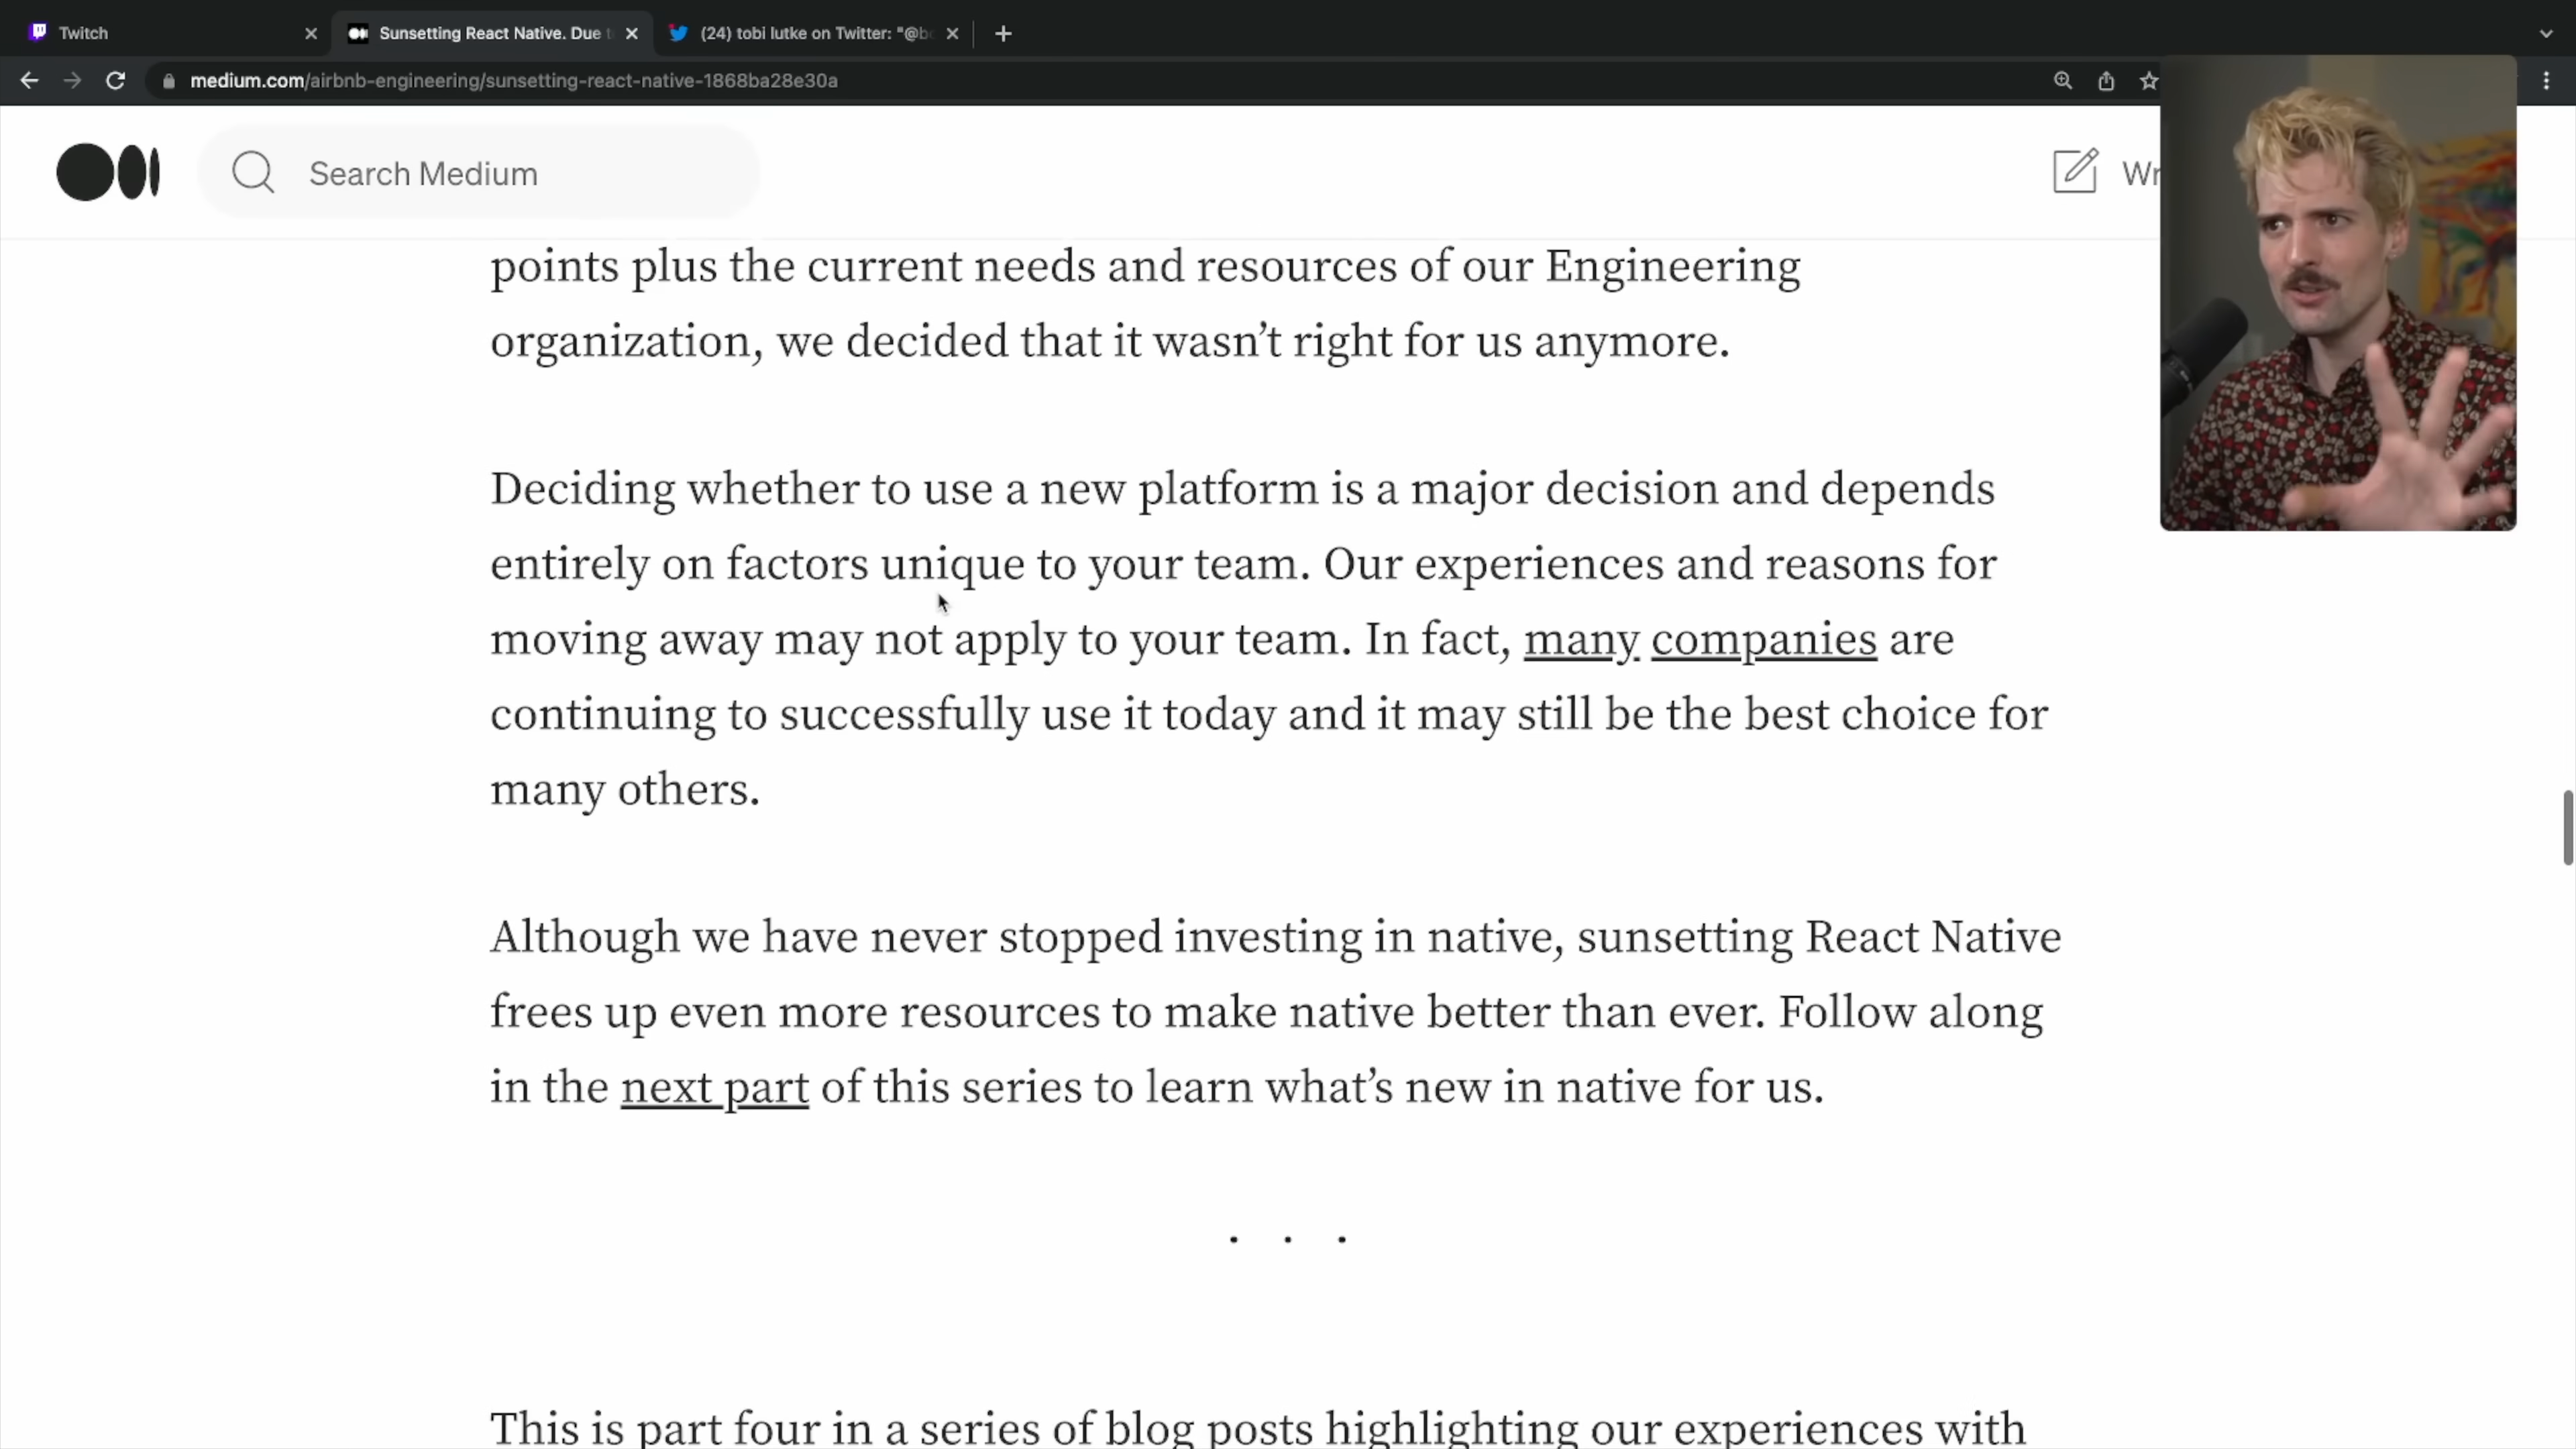 Twitch
Sunsetting React Native. Due t
(24) tobi lutke on Twitter: "@b
medium.com/airbnb-engineering/sunsetting-react-native-1868ba28e30a
Search Medium
Wr
points plus the current needs and resources of our Engineering
organization, we decided that it wasn’t right for us anymore.
Deciding whether to use a new platform is a major decision and depends
entirely on factors unique to your team. Our experiences and reasons for
moving away may not apply to your team. In fact, many companies are
continuing to successfully use it today and it may still be the best choice for
many others.
Although we have never stopped investing in native, sunsetting React Native
frees up even more resources to make native better than ever. Follow along
in the next part of this series to learn what’s new in native for us.
. . .
This is part four in a series of blog posts highlighting our experiences with